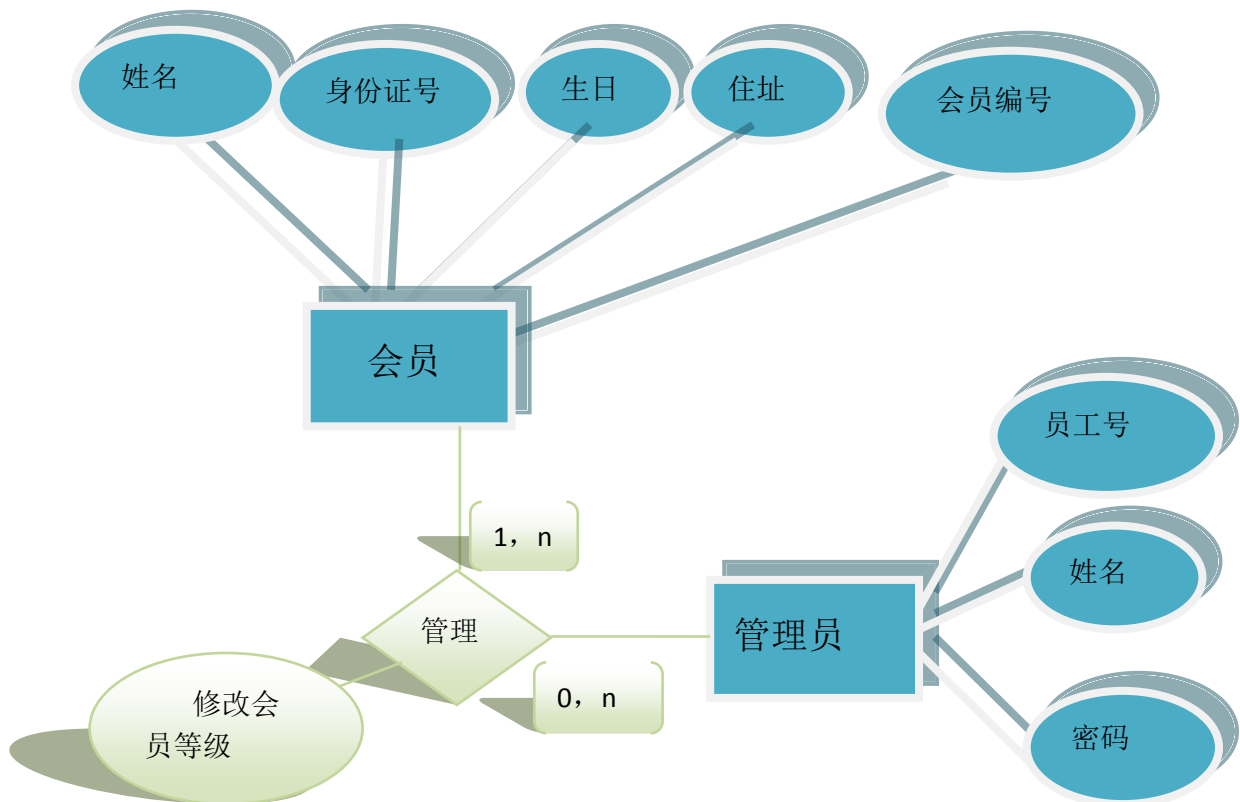 姓名
身份证号
生日
住址
会员编号
会员
员工号
1，n
姓名
管理
管理员
0，n
修改会
员等级
密码